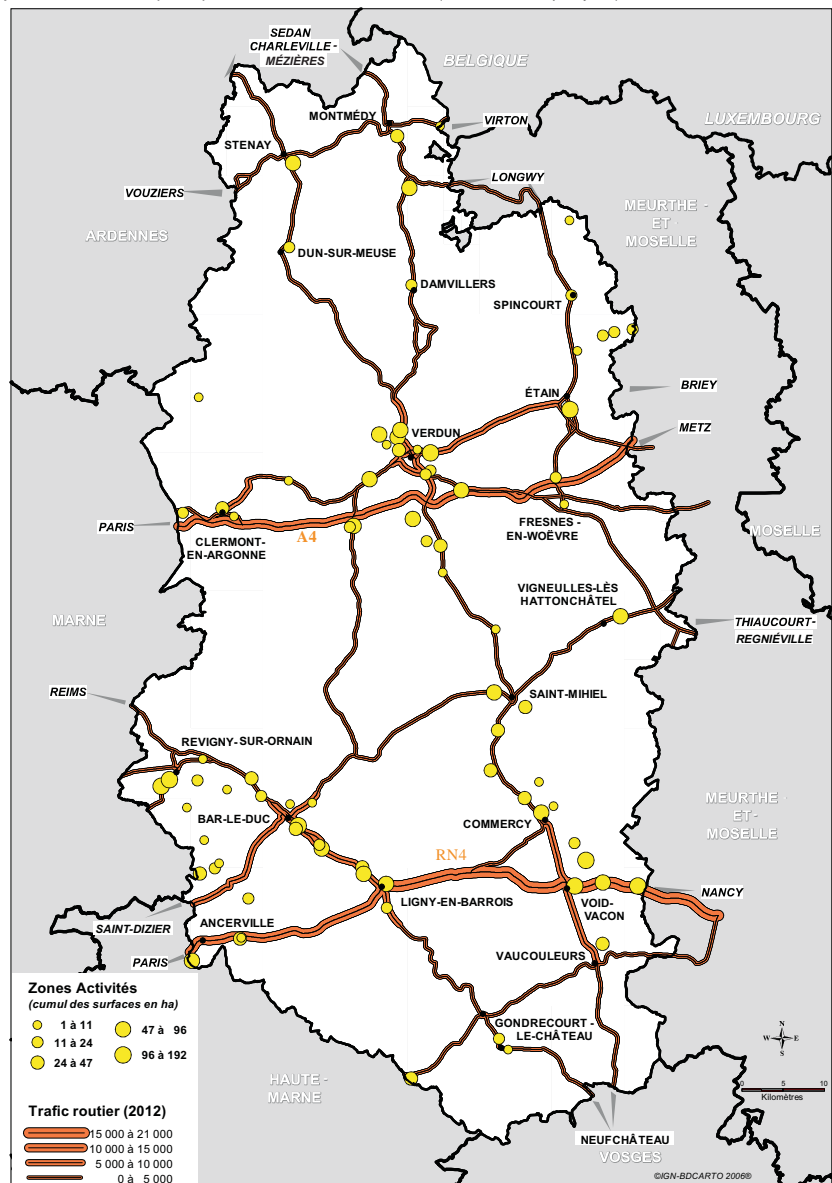 SEDAN
CHARLEVILLE -
MÉZIÈRES
BELGIQUE
MONTMÉDY
VIRTON
LUXEMBOURG
STENAY
LONGWY
VOUZIERS
MEURTHE -
ET
MOSELLE
ARDENNES
DUN-SUR-MEUSE
DAMVILLERS
SPINCOURT
BRIEY
ÉTAIN
METZ
VERDUN
PARIS
CLERMONT-
EN-ARGONNE
A4
FRESNES -
EN-WOËVRE
MOSELLE
VIGNEULLES-LÈS
HATTONCHÂTEL
MARNE
THIAUCOURT-
REGNIÉVILLE
REIMS
SAINT-MIHIEL
REVIGNY-SUR-ORNAIN
BAR-LE-DUC
COMMERCY
MEURTHE -
ET-
MOSELLE
RN4
NANCY
LIGNY-EN-BARROIS
VOID-
VACON
SAINT-DIZIER
ANCERVILLE
PARIS
VAUCOULEURS
Zones Activités
(cumul des surfaces en ha)
1 à 11
11 à 24
24 à 47
47 à 96
96 à 192
GONDRECOURT -
LE-CHÂTEAU
N
W E
S
0 5 10
Kilomètres
HAUTE -
MARNE
Trafic routier (2012)
15 000 à 21 000
10 000 à 15 000
5 000 à 10 000
0 à 5 000
NEUFCHÂTEAU
VOSGES
©IGN-BDCARTO 2006®